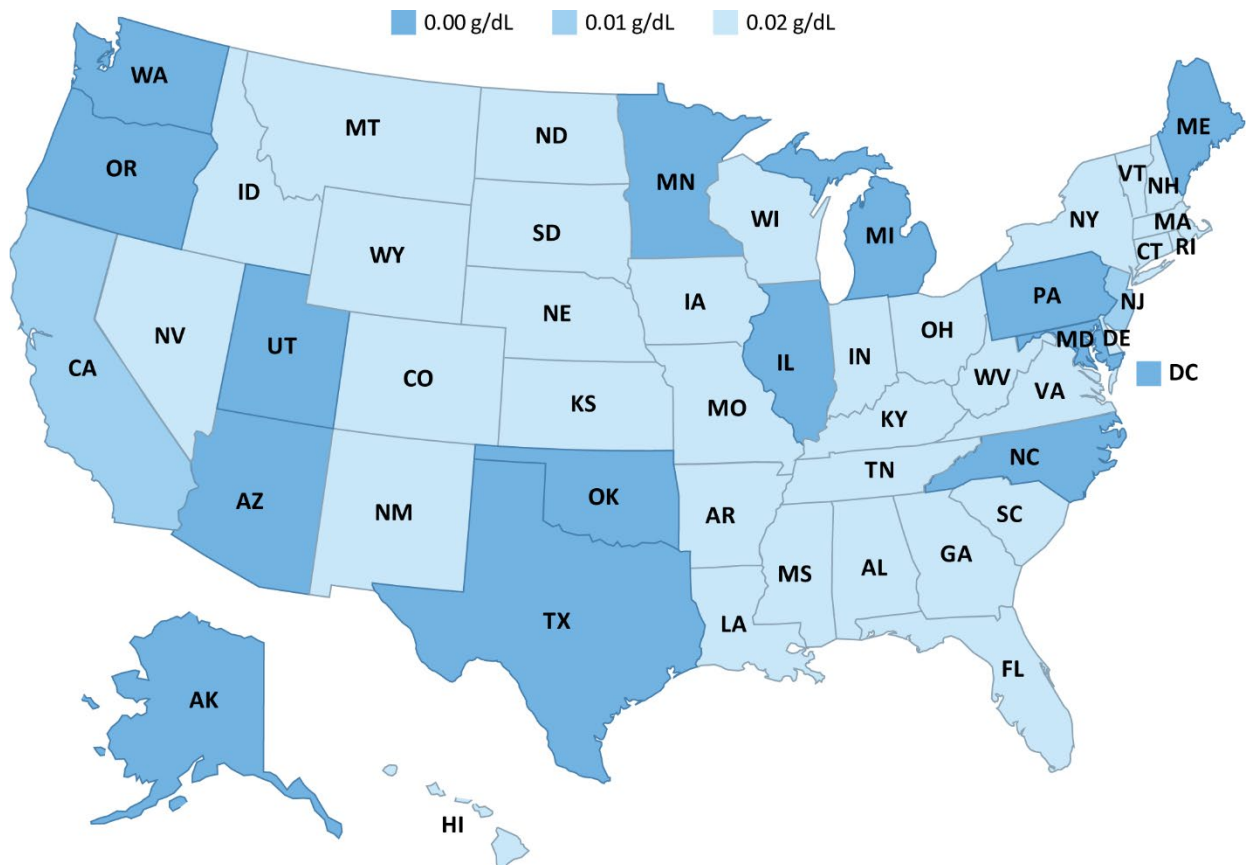 0.00 g/dL 0.01 g/dL 0.02 g/dL
WA
MT
ND
MN
ME
OR
ID
SD
WI
MI
VT
NH
NY
MA
CT
RI
WY
IA
PA
NJ
NE
OH
MD
DE
NV
UT
CO
IL
IN
WV
DC
CA
KS
MO
KY
VA
AZ
NM
OK
AR
TN
NC
SC
TX
LA
MS
AL
GA
FL
AK
HI